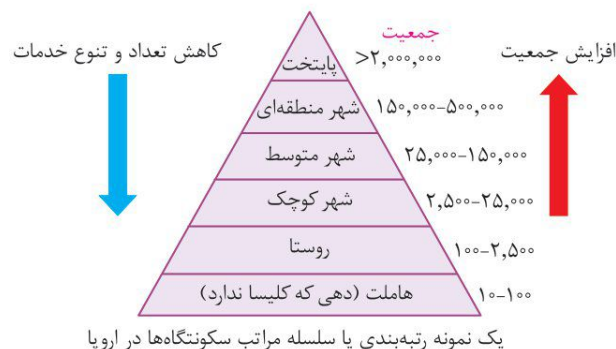 جمعیت
افزایش جمعیت
کاهش تعداد و تنوع خدمات
>۲,۰۰۰,۰۰۰
پایتخت
۱۵۰,۰۰۰-۵۰۰,۰۰۰
شهر منطقه‌ای
۲۵,۰۰۰-۱۵۰,۰۰۰
شهر متوسط
۲,۵۰۰-۲۵,۰۰۰
شهر کوچک
۱۰۰-۲,۵۰۰
روستا
۱۰-۱۰۰
هاملت (دهی که کلیسا ندارد)
یک نمونه رتبه‌بندی یا سلسله مراتب سکونتگاه‌ها در اروپا